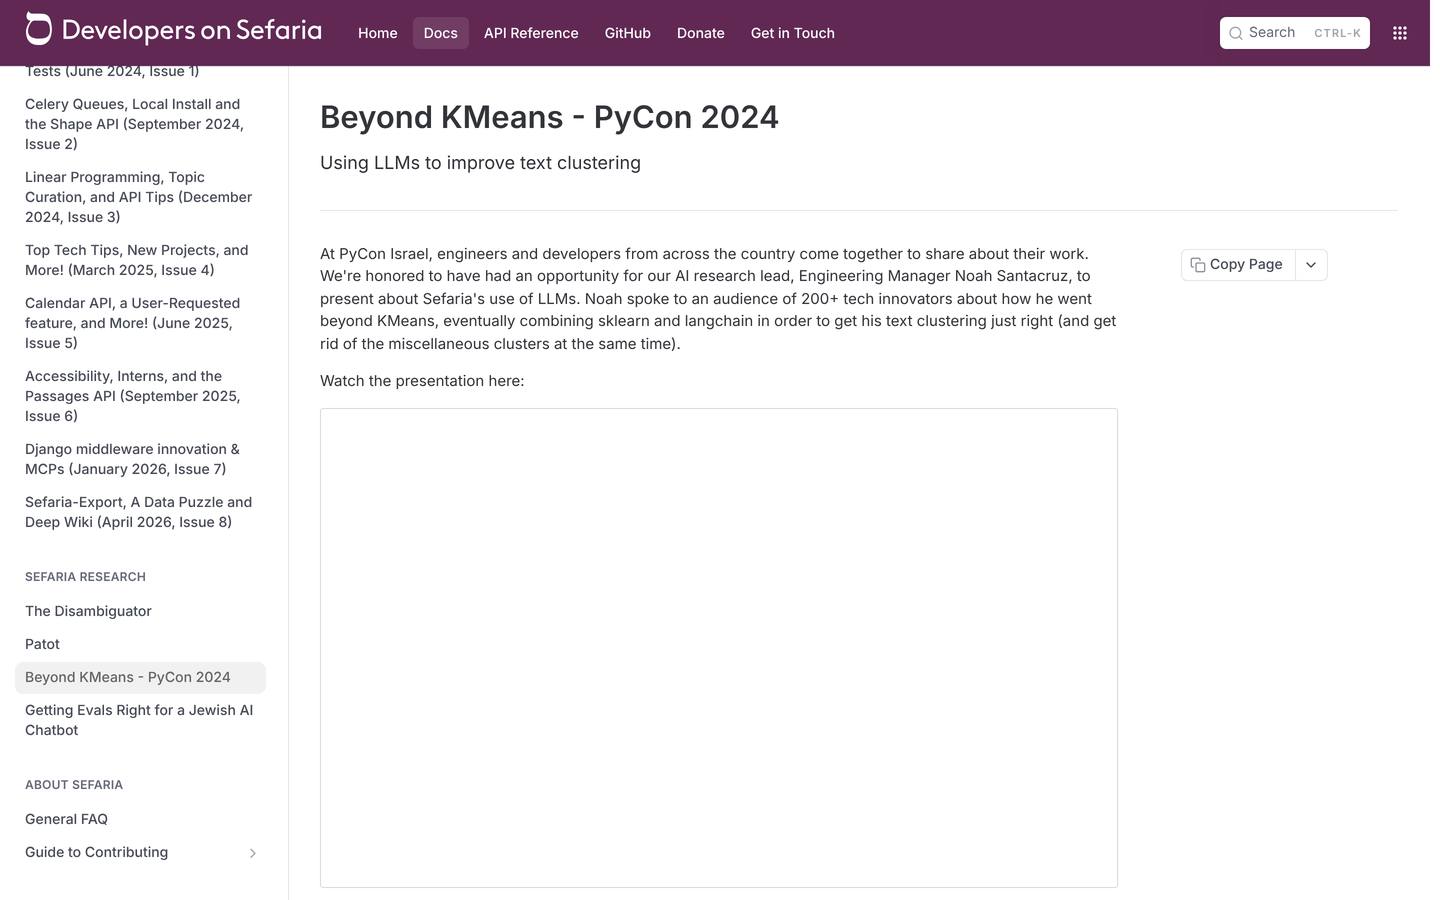 Developers on Sefaria
Home
Docs
API Reference
GitHub
Donate
Get in Touch
Search
CTRL-K
Tests (June 2024, Issue 1)
Celery Queues, Local Install and
the Shape API (September 2024,
Issue 2)
Linear Programming, Topic
Curation, and API Tips (December
2024, Issue 3)
Top Tech Tips, New Projects, and
More! (March 2025, Issue 4)
Calendar API, a User-Requested
feature, and More! (June 2025,
Issue 5)
Accessibility, Interns, and the
Passages API (September 2025,
Issue 6)
Django middleware innovation &
MCPs (January 2026, Issue 7)
Sefaria-Export, A Data Puzzle and
Deep Wiki (April 2026, Issue 8)
SEFARIA RESEARCH
The Disambiguator
Patot
Beyond KMeans - PyCon 2024
Getting Evals Right for a Jewish AI
Chatbot
ABOUT SEFARIA
General FAQ
Guide to Contributing
Beyond KMeans - PyCon 2024
Using LLMs to improve text clustering
At PyCon Israel, engineers and developers from across the country come together to share about their work.
We're honored to have had an opportunity for our AI research lead, Engineering Manager Noah Santacruz, to
present about Sefaria's use of LLMs. Noah spoke to an audience of 200+ tech innovators about how he went
beyond KMeans, eventually combining sklearn and langchain in order to get his text clustering just right (and get
rid of the miscellaneous clusters at the same time).
Watch the presentation here:
Copy Page